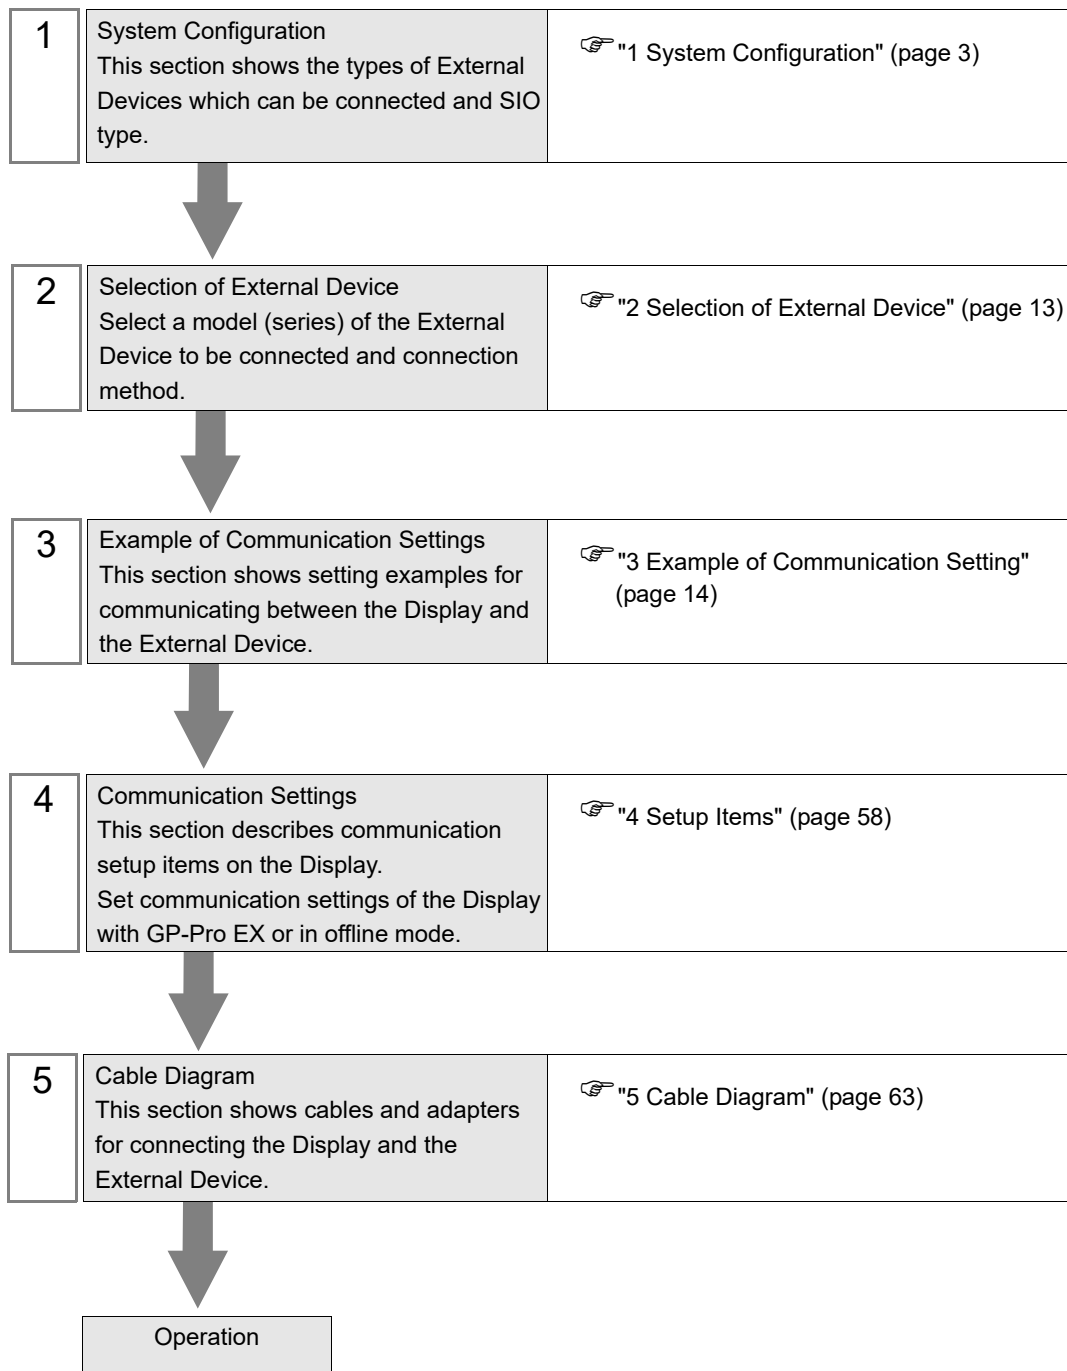 1
System Configuration
This section shows the types of External
Devices which can be connected and SIO
type.
"1 System Configuration" (page 3)
2
Selection of External Device
Select a model (series) of the External
Device to be connected and connection
method.
"2 Selection of External Device" (page 13)
3
Example of Communication Settings
This section shows setting examples for
communicating between the Display and
the External Device.
"3 Example of Communication Setting"
(page 14)
4
Communication Settings
This section describes communication
setup items on the Display.
Set communication settings of the Display
with GP-Pro EX or in offline mode.
"4 Setup Items" (page 58)
5
Cable Diagram
This section shows cables and adapters
for connecting the Display and the
External Device.
"5 Cable Diagram" (page 63)
Operation